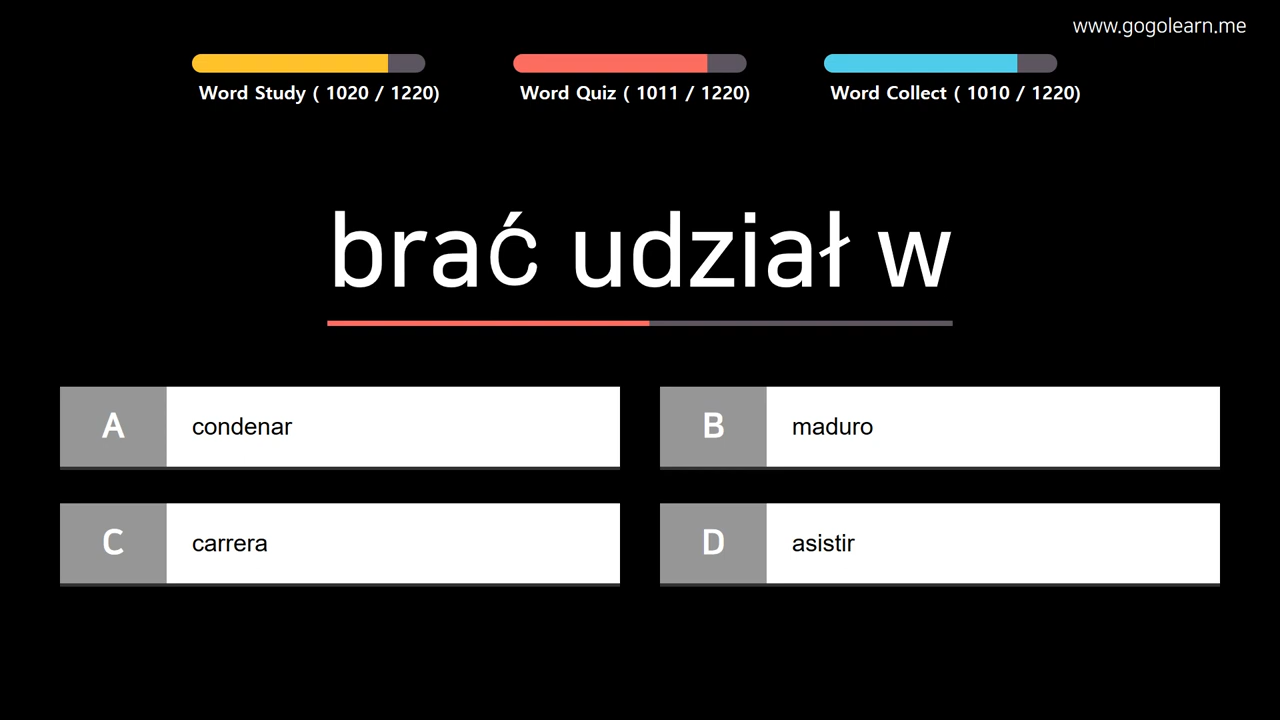 www.gogolearn.me
Word Study ( 1020 / 1220)
Word Quiz ( 1011 / 1220)
Word Collect ( 1010 / 1220)
brać udział w
A condenar
B maduro
C carrera
D asistir